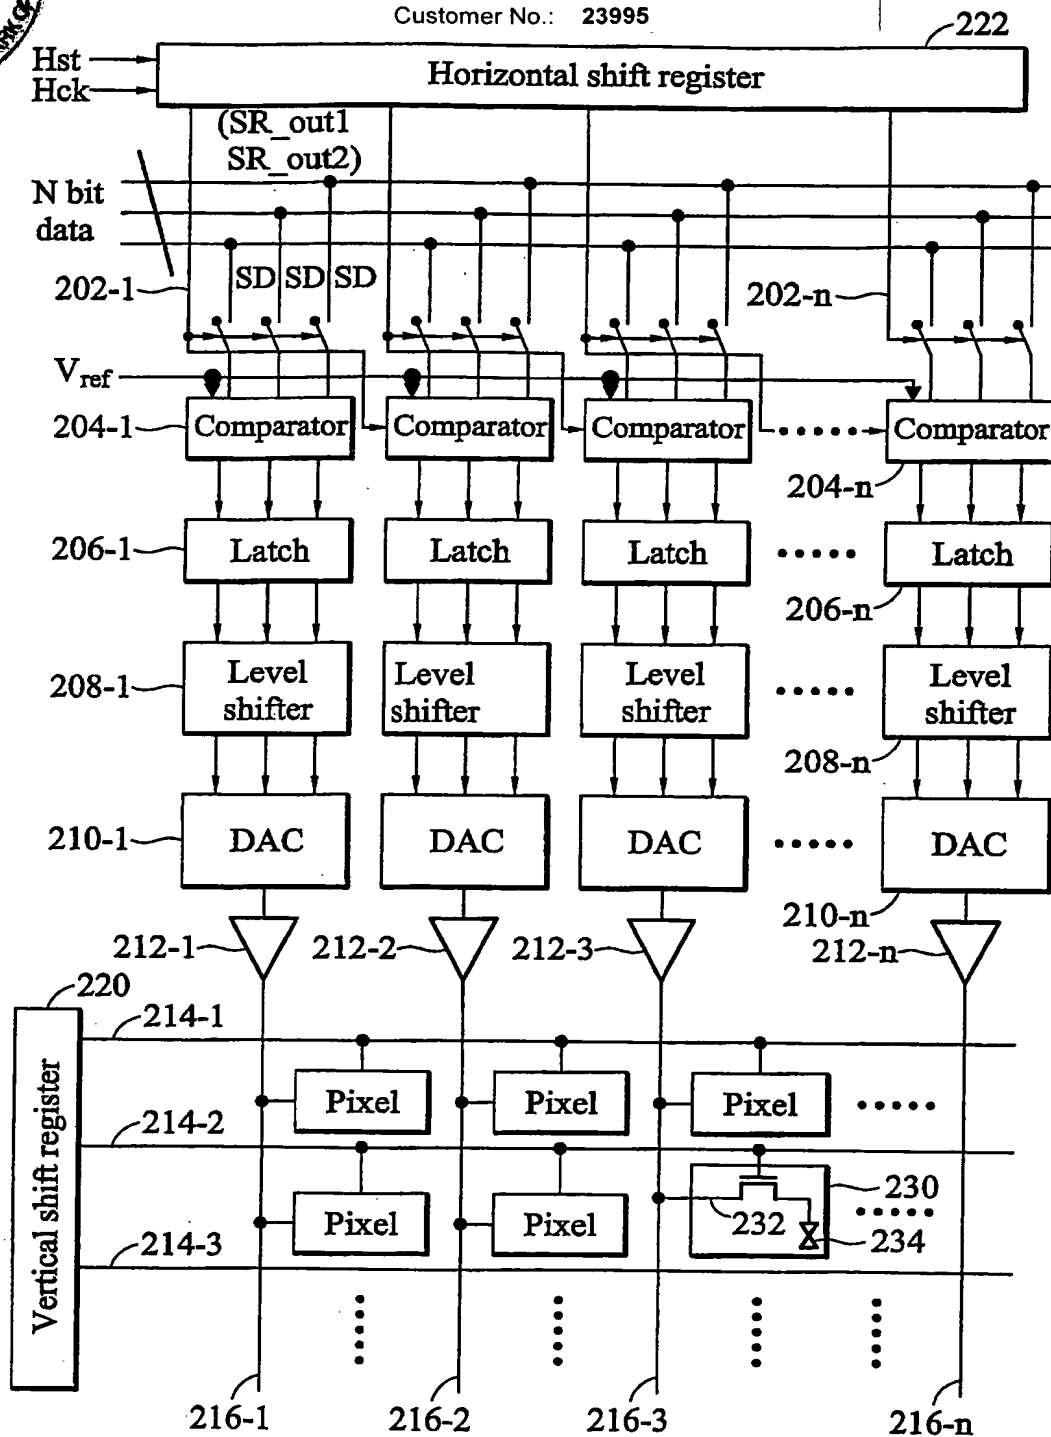 Customer No.: 23995
222
Hst
Hck
Horizontal shift register
(SR_out1
SR_out2)
N bit
data
SD SD SD
202-1
202-n
Vref
204-1
Comparator Comparator Comparator Comparator
204-n
206-1
Latch Latch Latch Latch
206-n
208-1
Level shifter
Level shifter
Level shifter
Level shifter
208-n
210-1
DAC DAC DAC DAC
210-n
212-1 212-2 212-3 212-n
220
Vertical shift register
214-1
Pixel Pixel Pixel
214-2
230
Pixel Pixel
232
234
214-3
216-1 216-2 216-3 216-n